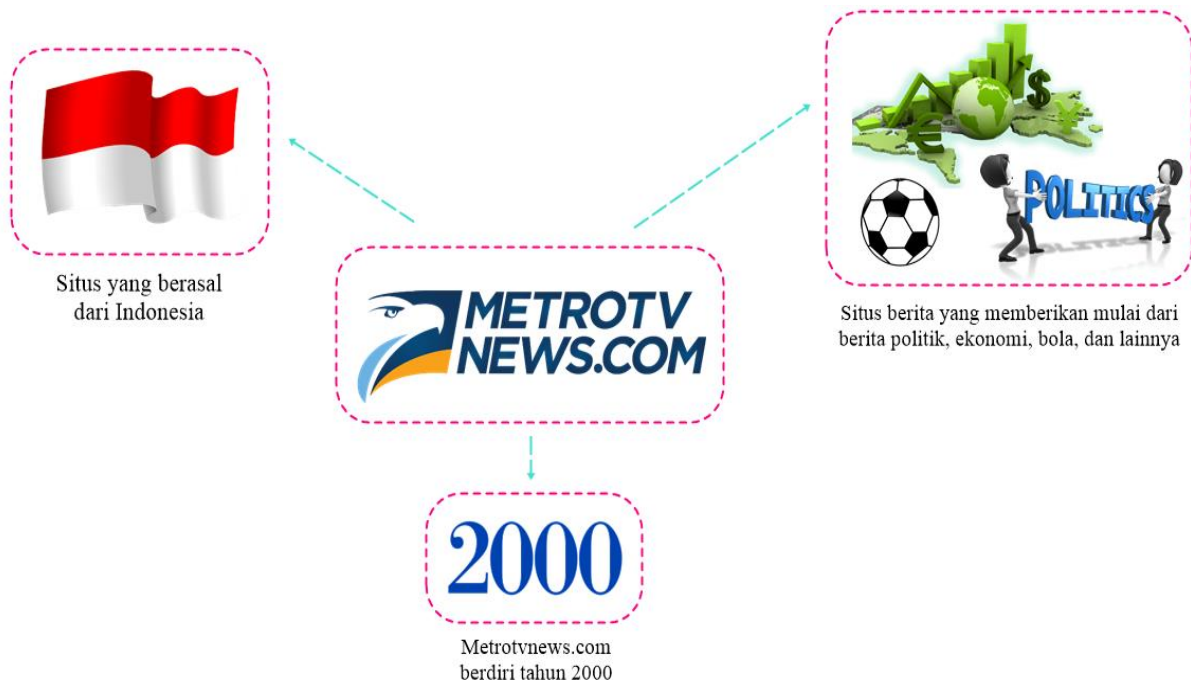 $
€
¥
POLITICS
Situs yang berasal
dari Indonesia
Situs berita yang memberikan mulai dari
berita politik, ekonomi, bola, dan lainnya
METROTV
NEWS.COM
2000
Metrotvnews.com
berdiri tahun 2000